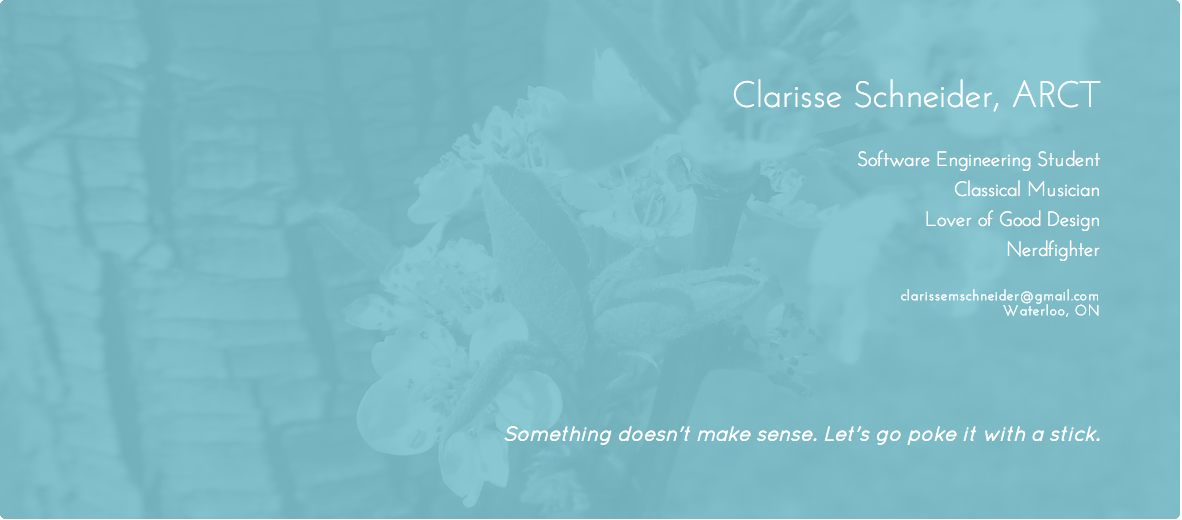 Clarisse Schneider, ARCT
Software Engineering Student
Classical Musician
Lover of Good Design
Nerdfighter
clarissemschneider@gmail.com
Waterloo, ON
Something doesn't make sense. Let's go poke it with a stick.